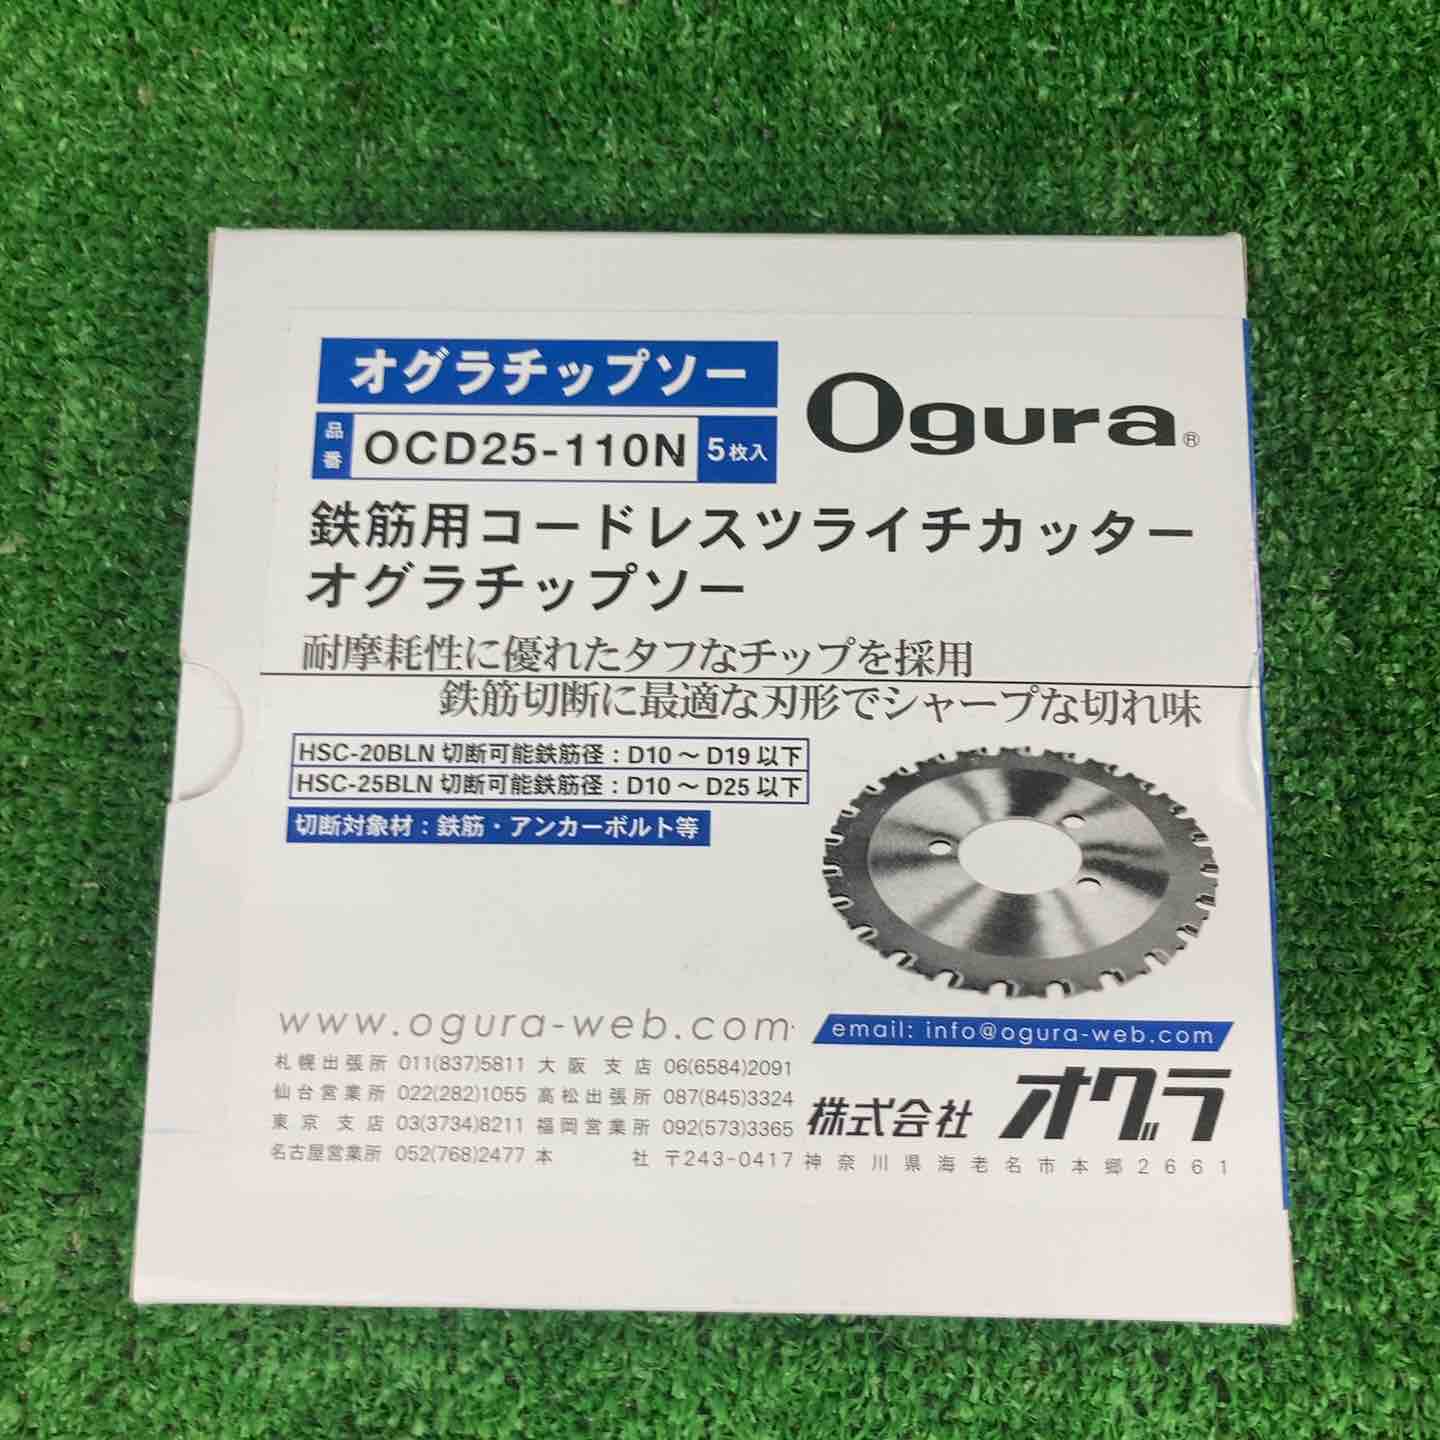 オグラチップソー
Ogura®
品番 OCD25-110N 5枚入
鉄筋用コードレスツライチカッター
オグラチップソー
耐摩耗性に優れたタフなチップを採用
鉄筋切断に最適な刃形でシャープな切れ味
HSC-20BLN 切断可能鉄筋径：D10～D19以下
HSC-25BLN 切断可能鉄筋径：D10～D25以下
切断対象材：鉄筋・アンカーボルト等
www.ogura-web.com
email: info@ogura-web.com
札幌出張所 011(837)5811 大阪支店 06(6584)2091
仙台営業所 022(282)1055 高松出張所 087(845)3324
東京支店 03(3734)8211 福岡営業所 092(573)3365
株式会社オグラ
名古屋営業所 052(768)2477 本社 〒243-0417 神奈川県海老名市本郷2661